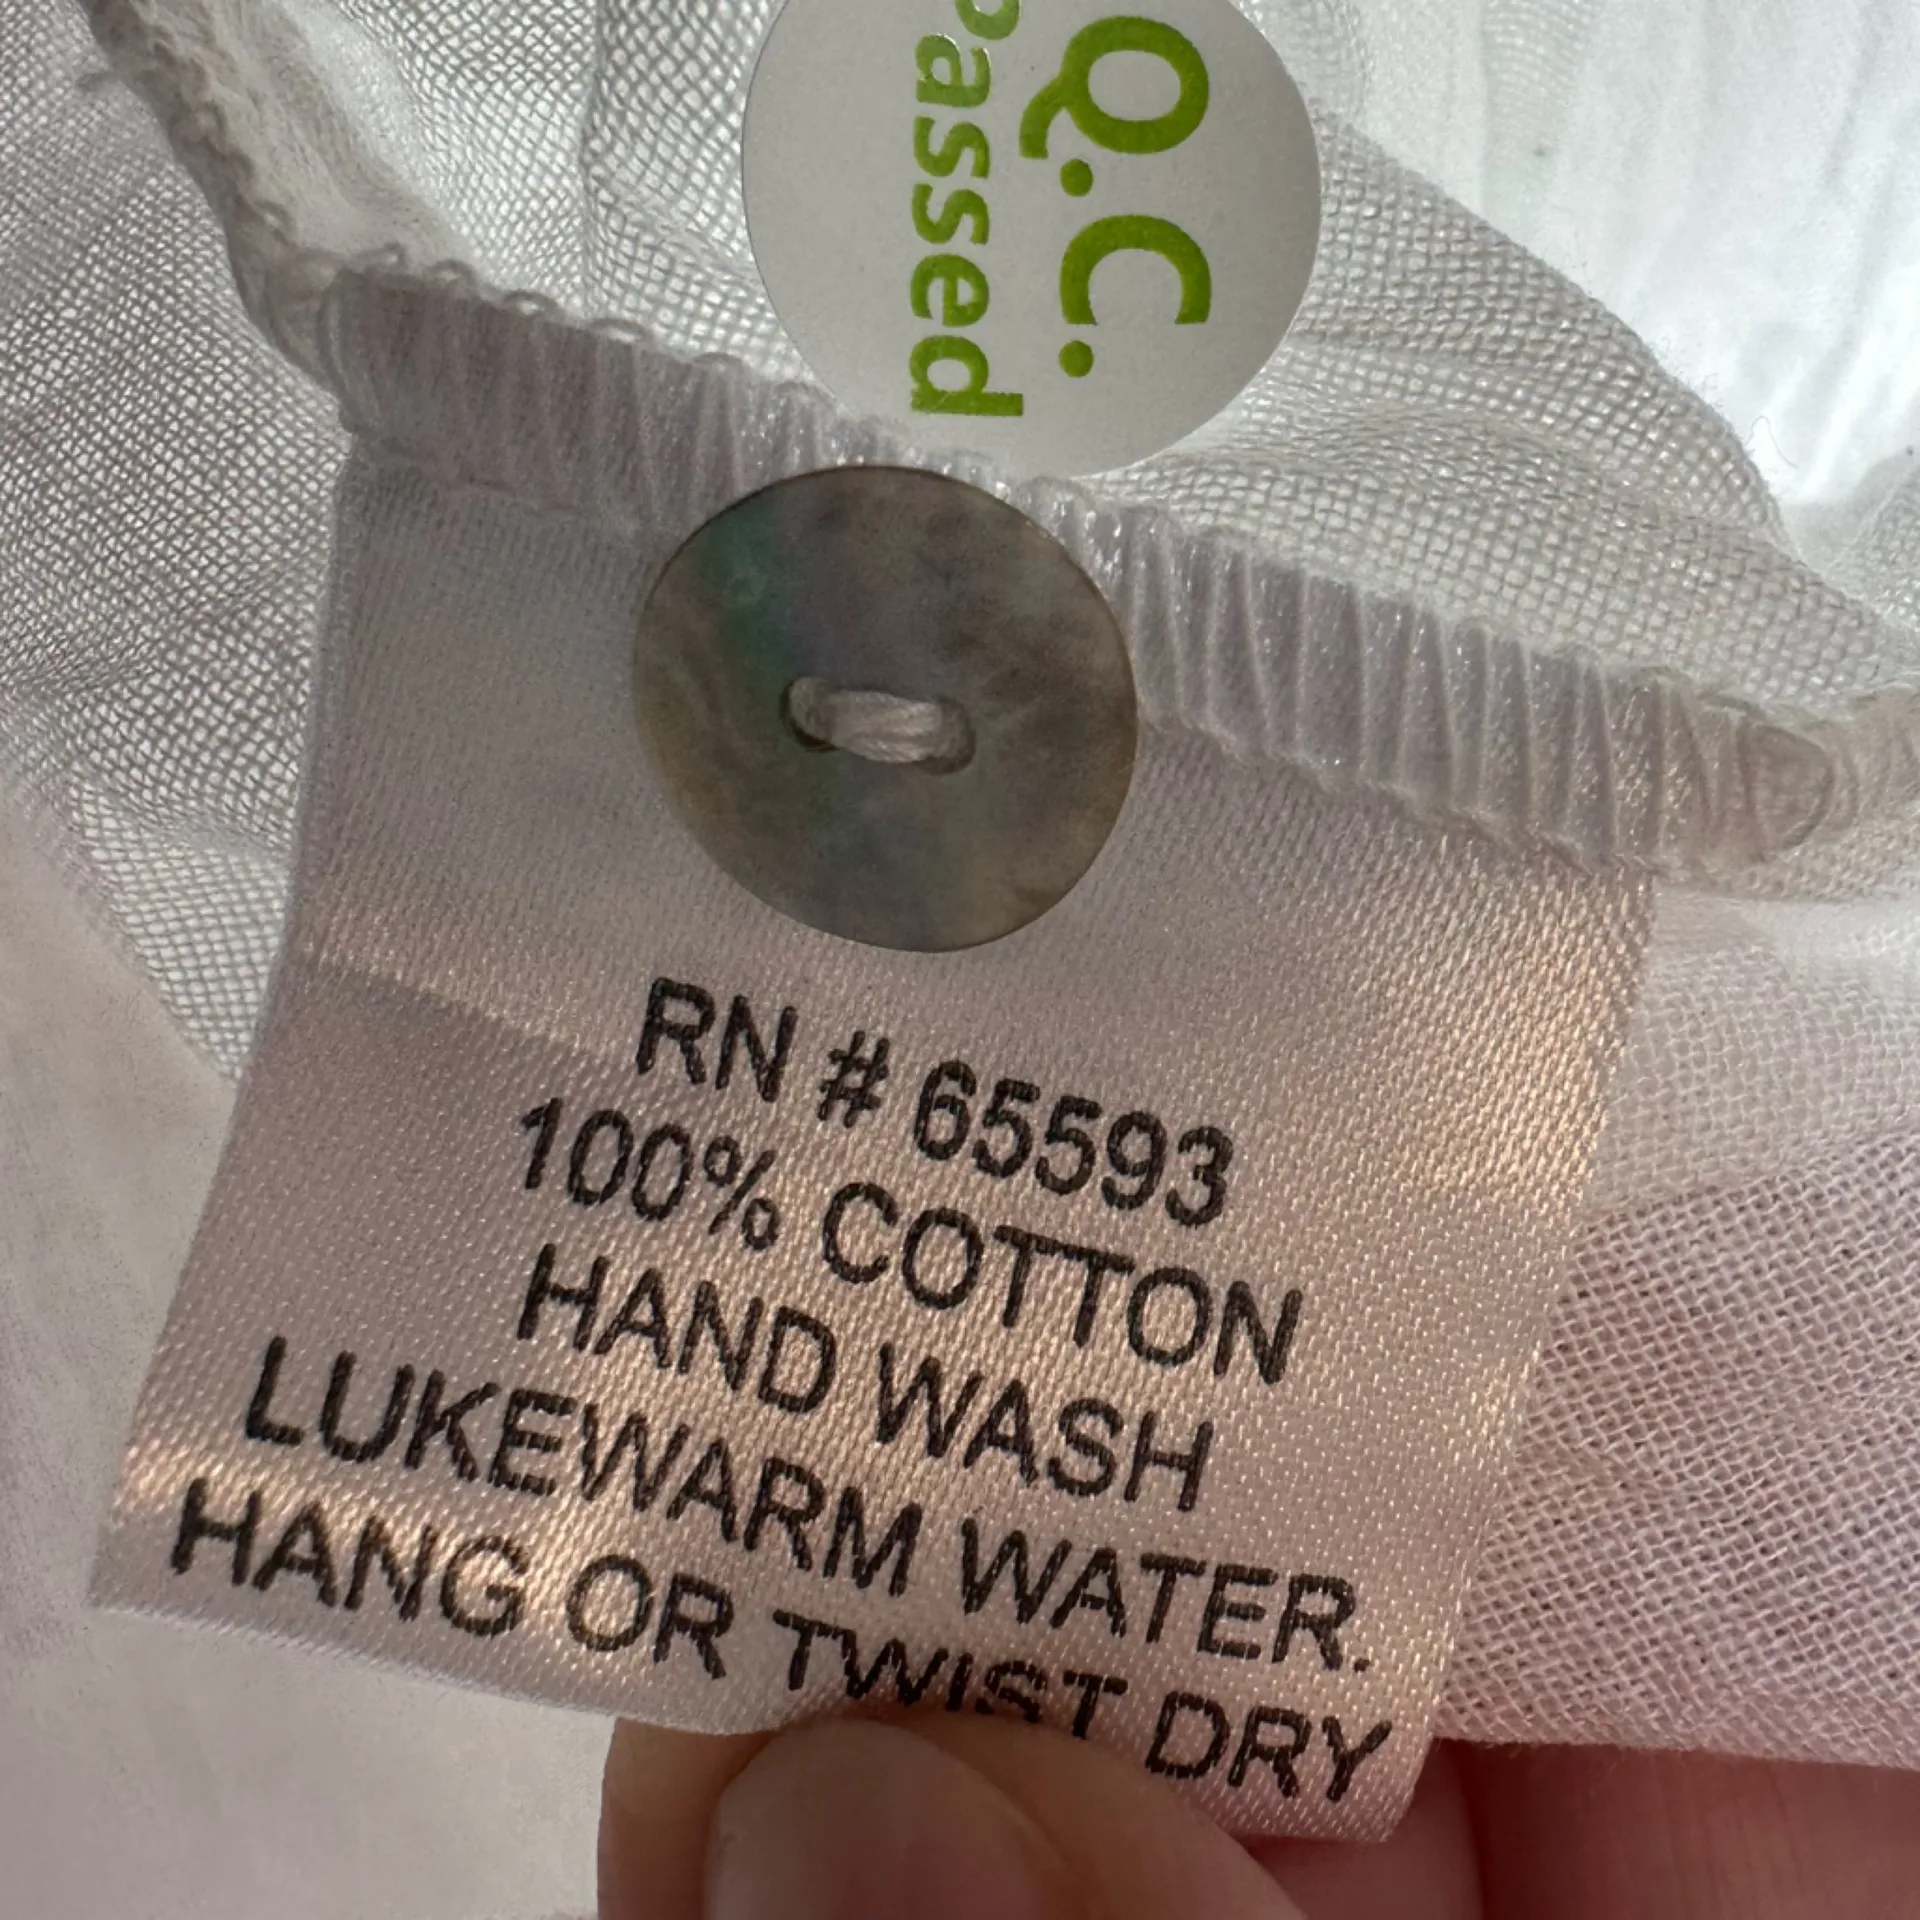 Q.C.
passed
RN # 65593
100% COTTON
HAND WASH
LUKEWARM WATER.
HANG OR TWIST DRY